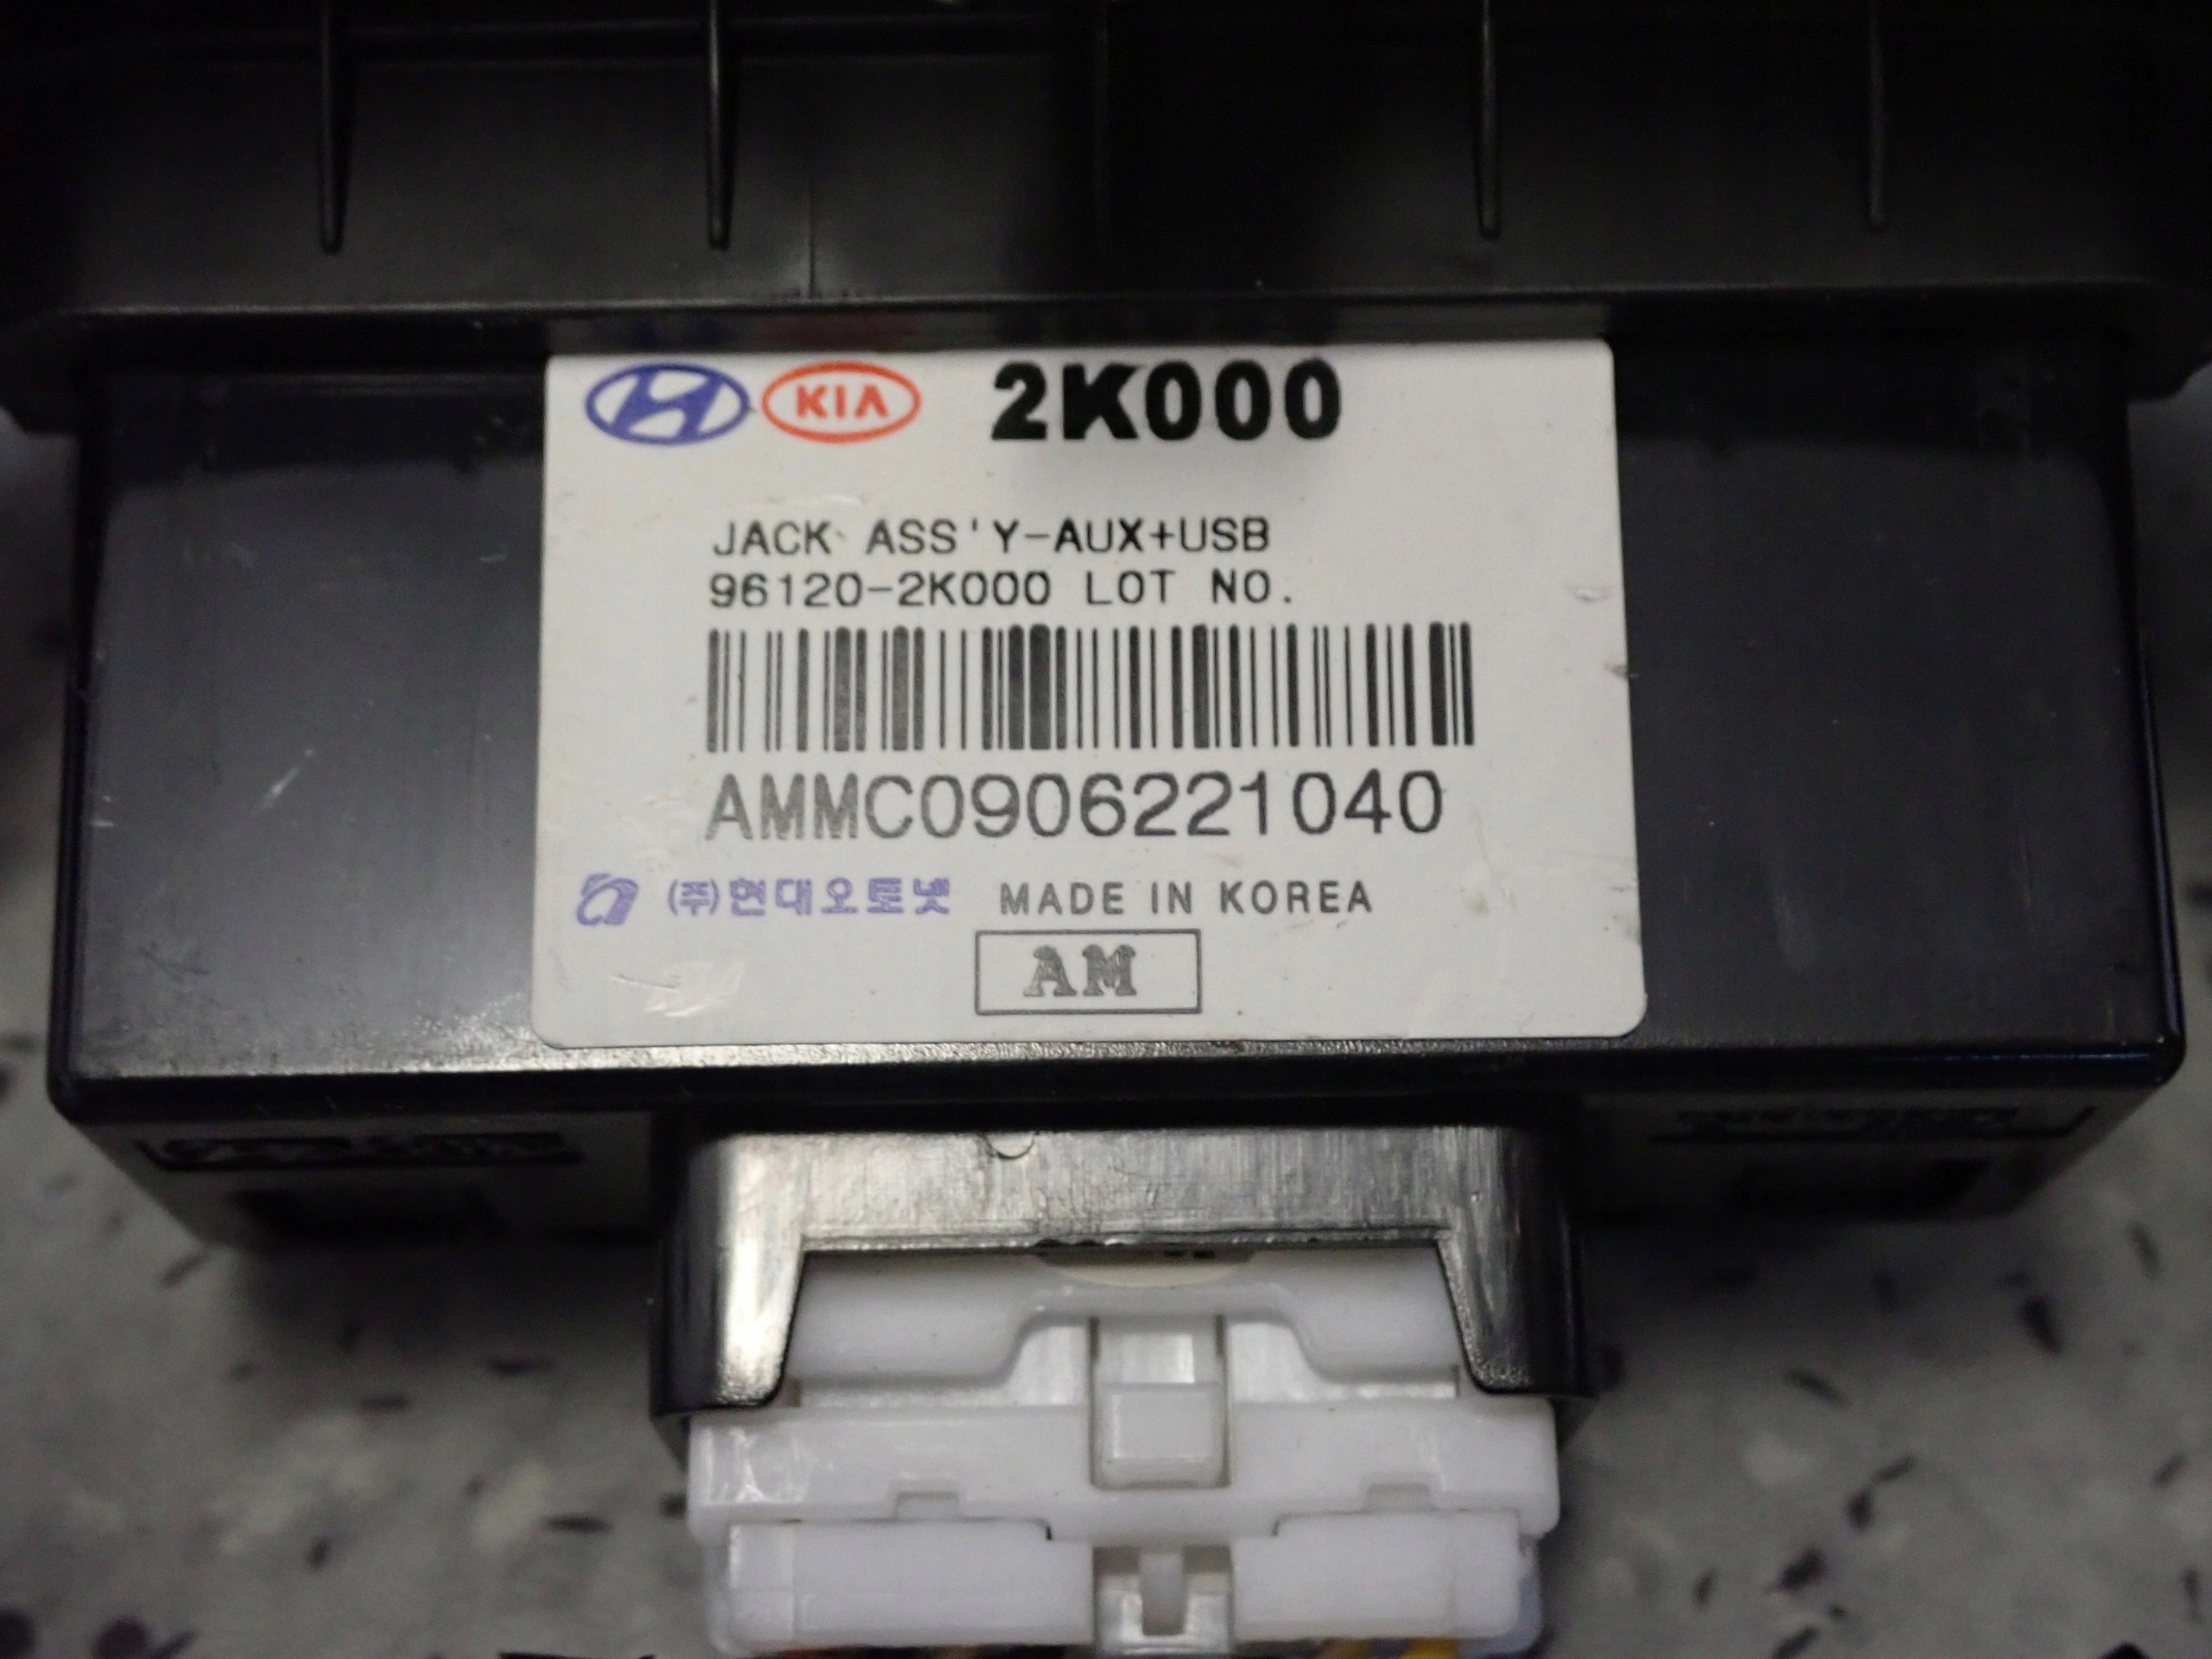 KIA 2K000
JACK ASS'Y-AUX+USB
96120-2K000 LOT NO.
AMMC0906221040
(주)현대오토넷 MADE IN KOREA
AM